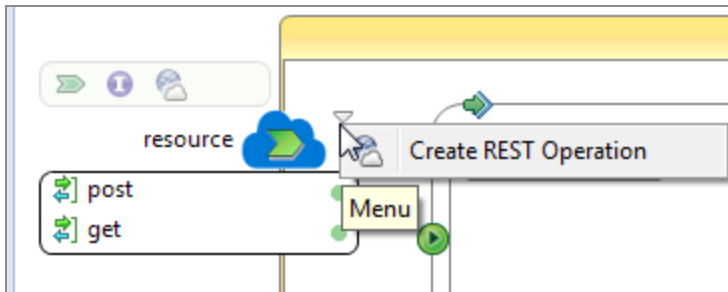 resource
Create REST Operation
post
Menu
get